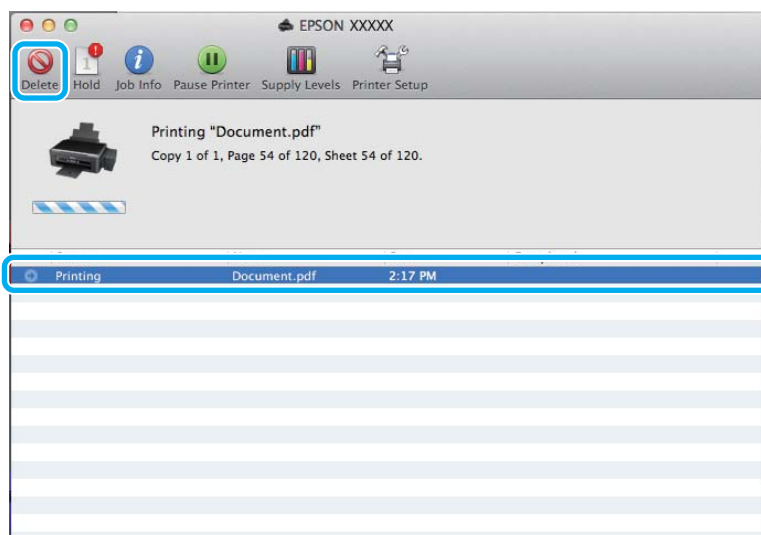 EPSON XXXXX
1
Delete Hold Job Info Pause Printer Supply Levels Printer Setup
Printing "Document.pdf"
Copy 1 of 1, Page 54 of 120, Sheet 54 of 120.
Printing Document.pdf 2:17 PM